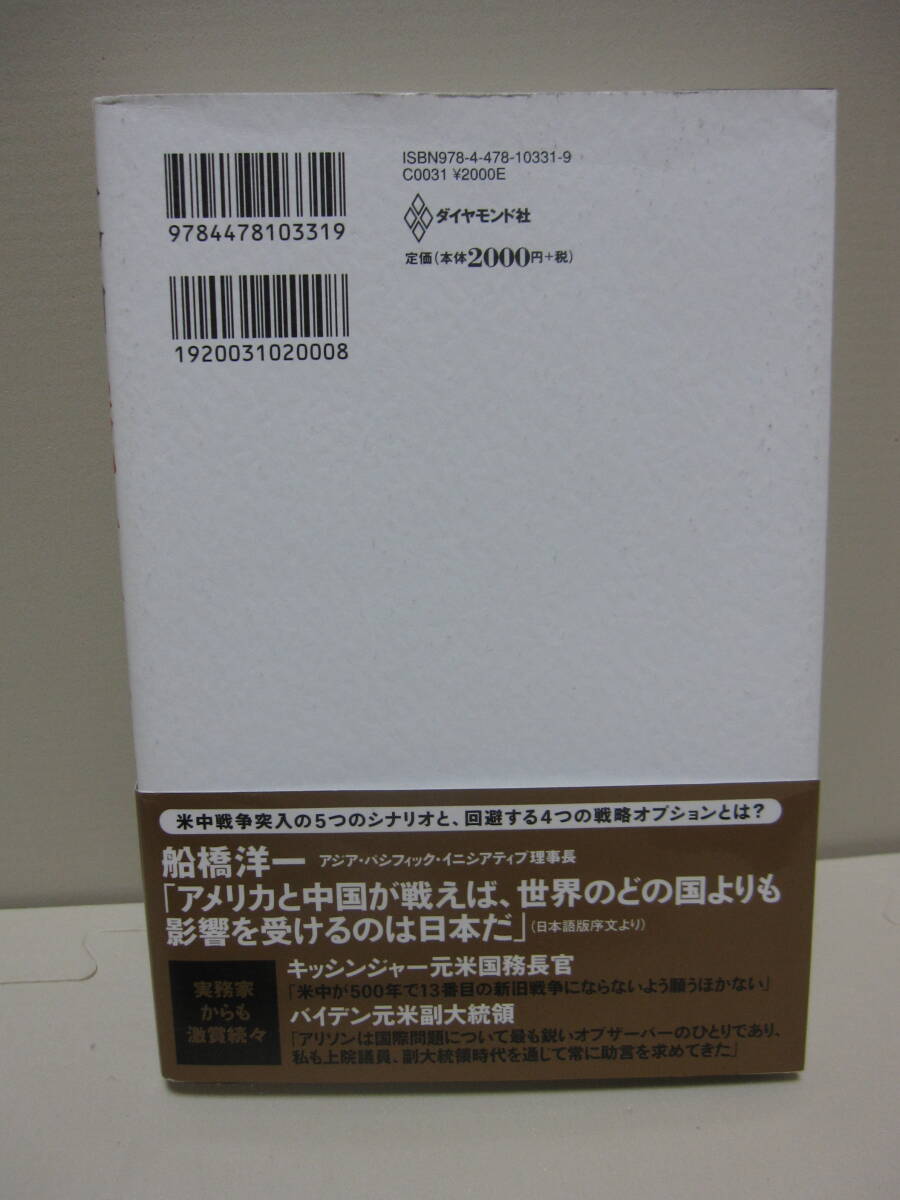 ISBN978-4-478-10331-9
C0031 ¥2000E
ダイヤモンド社
定価(本体2000円+税)
9784478103319
1920031020008
米中戦争突入の5つのシナリオと、回避する4つの戦略オプションとは?
船橋洋一 アジア・パシフィック・イニシアティブ理事長
「アメリカと中国が戦えば、世界のどの国よりも
影響を受けるのは日本だ」(日本語版序文より)
実務家
からも
激賞続々
キッシンジャー元米国務長官
「米中が500年で13番目の新旧戦争にならないよう願うほかない」
バイデン元米副大統領
「アリソンは国際問題について最も鋭いオブザーバーのひとりであり、
私も上院議員、副大統領時代を通じて常に助言を求めてきた」